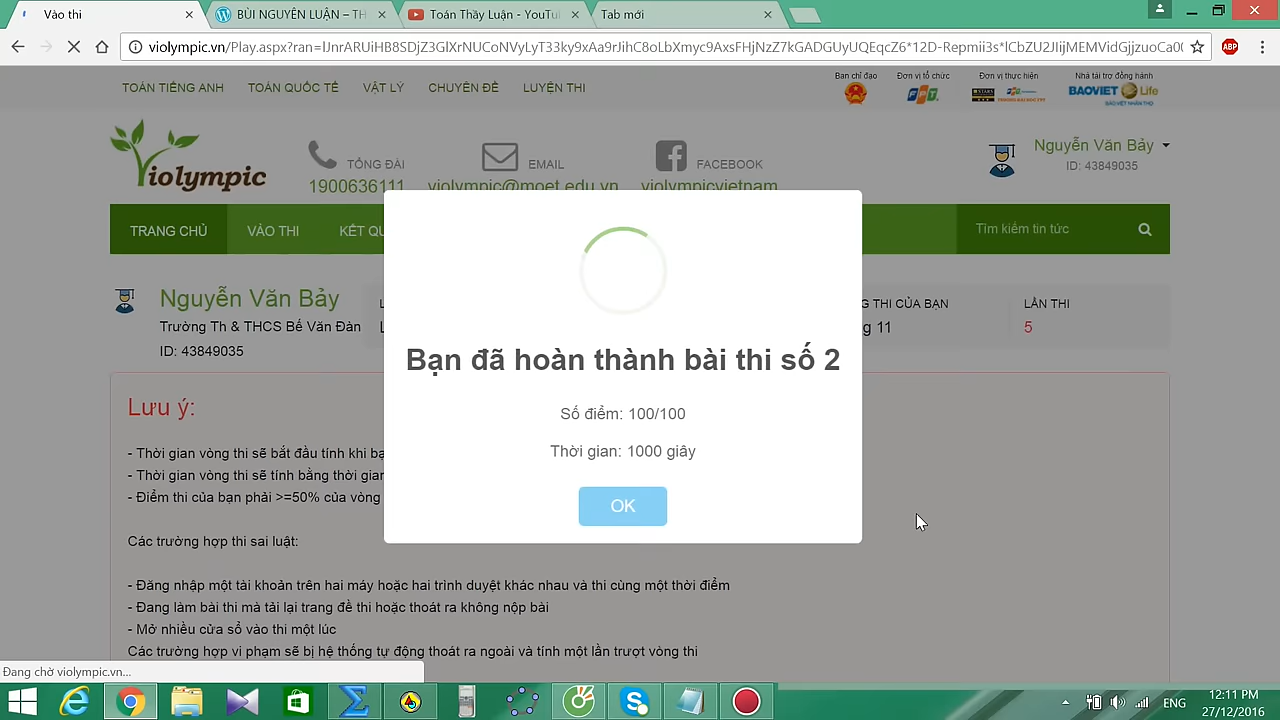 Vào thi
BÙI NGUYÊN LUẬN – TH
Toán Thầy Luận - YouTu
Tab mới
TOÁN TIẾNG ANH
TOÁN QUỐC TẾ
VẬT LÝ
CHUYÊN ĐỀ
LUYỆN THI
Ban chỉ đạo
Đơn vị tổ chức
Đơn vị thực hiện
Nhà tài trợ đồng hành
FPT
BAOVIET Life
Violympic
TỔNG ĐÀI
1900636111
EMAIL
violympic@moet.edu.vn
FACEBOOK
violympicvietnam
Nguyễn Văn Bảy
ID: 43849035
TRANG CHỦ
VÀO THI
KẾT QU
Tìm kiếm tin tức
Nguyễn Văn Bảy
Trường Th & THCS Bế Văn Đàn
ID: 43849035
G THI CỦA BẠN
g 11
LẦN THI
5
Bạn đã hoàn thành bài thi số 2
Số điểm: 100/100
Thời gian: 1000 giây
OK
Lưu ý:
- Thời gian vòng thi sẽ bắt đầu tính khi bạ
- Thời gian vòng thi sẽ tính bằng thời gian
- Điểm thi của bạn phải >=50% của vòng
Các trường hợp thi sai luật:
- Đăng nhập một tài khoản trên hai máy hoặc hai trình duyệt khác nhau và thi cùng một thời điểm
- Đang làm bài thi mà tải lại trang đề thi hoặc thoát ra không nộp bài
- Mở nhiều cửa sổ vào thi một lúc
Các trường hợp vi phạm sẽ bị hệ thống tự động thoát ra ngoài và tính một lần trượt vòng thi
Đang chờ violympic.vn...
ENG
12:11 PM
27/12/2016